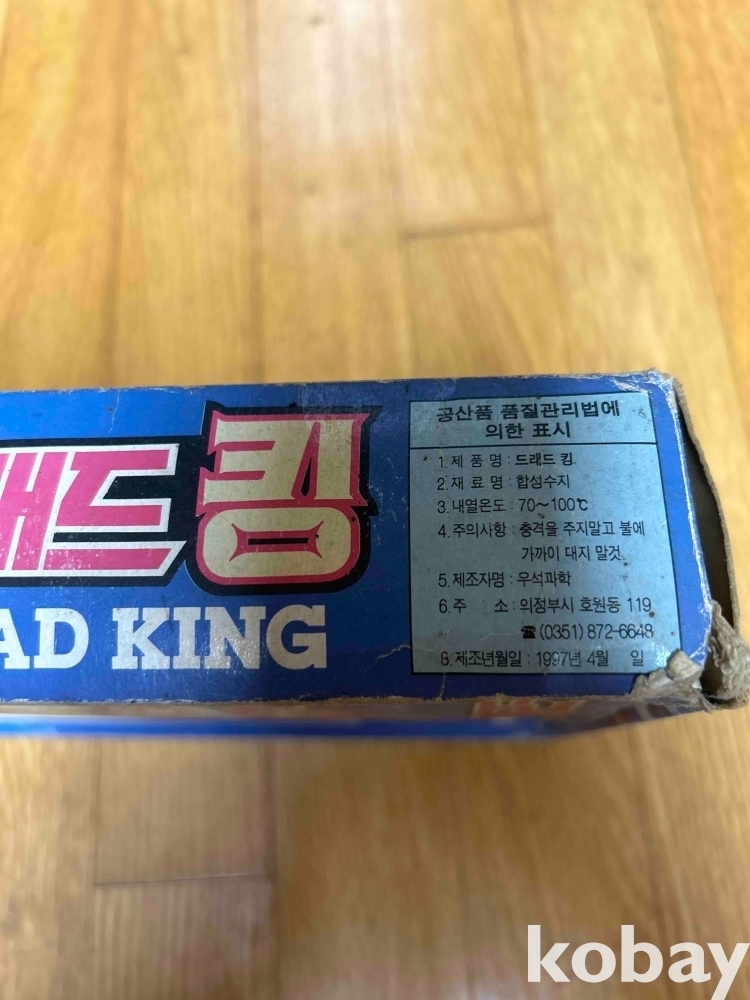 래드킹
AD KING
공산품 품질관리법에
의한 표시
1. 제 품 명 : 드래드 킹.
2. 재 료 명 : 합성수지
3. 내열온도 : 70~100℃
4. 주의사항 : 충격을 주지말고 불에
가까이 대지 말것.
5. 제조자명 : 우석과학
6. 주 소 : 의정부시 호원동 119
☎ (0351) 872-6648
8. 제조년월일 : 1997년 4월 일
kobay